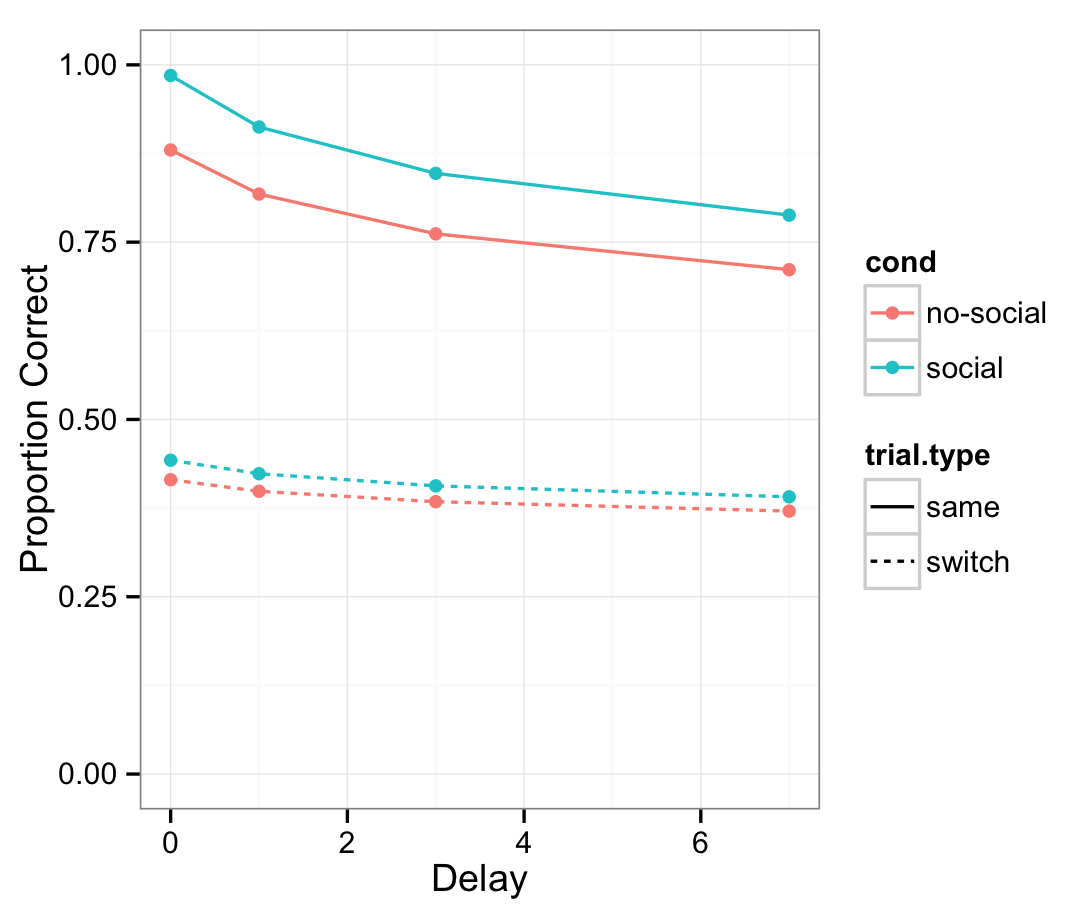 1.00
0.75
0.50
0.25
0.00
Proportion Correct
0 2 4 6
Delay
cond
no-social
social
trial.type
same
switch